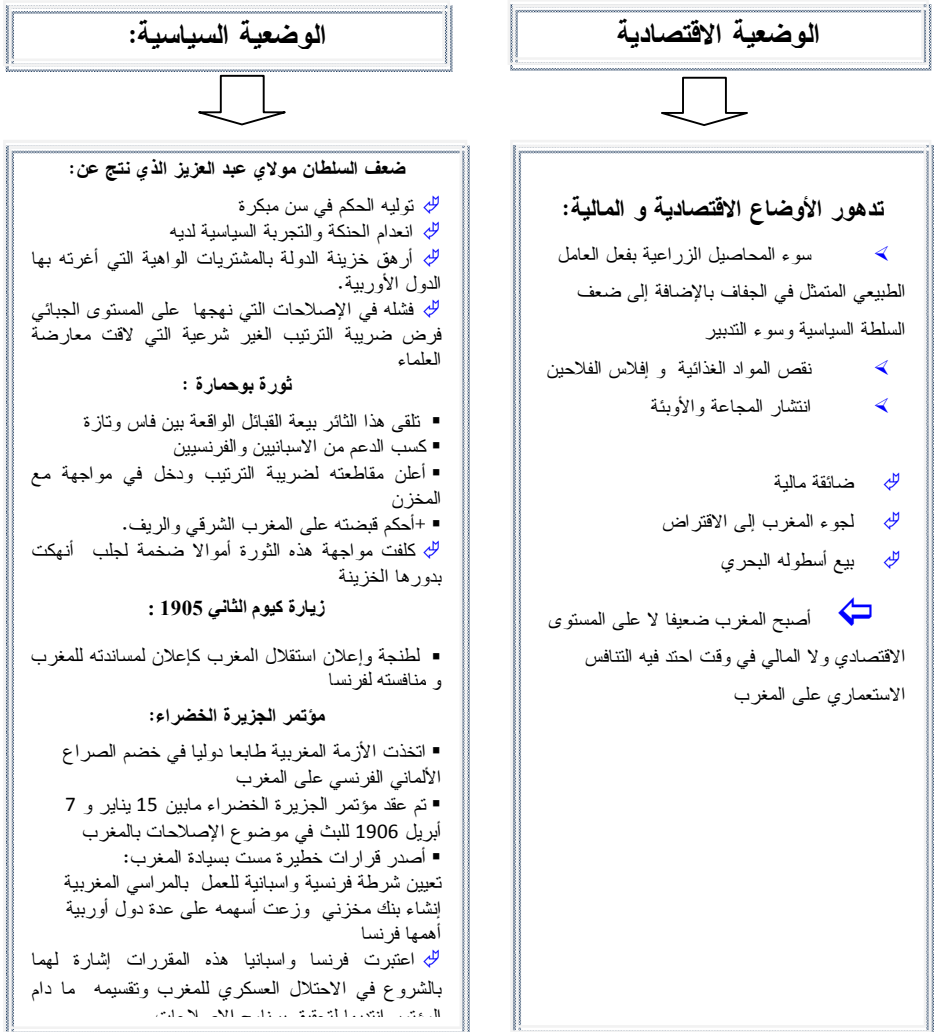 الوضعية الاقتصادية
تدهور الأوضاع الاقتصادية و المالية:
سوء المحاصيل الزراعية بفعل العامل
الطبيعي المتمثل في الجفاف بالإضافة إلى ضعف
السلطة السياسية وسوء التدبير
نقص المواد الغذائية و إفلاس الفلاحين
انتشار المجاعة والأوبئة
ضائقة مالية
لجوء المغرب إلى الاقتراض
بيع أسطوله البحري
أصبح المغرب ضعيفا لا على المستوى
الاقتصادي ولا المالي في وقت احتد فيه التنافس
الاستعماري على المغرب
الوضعية السياسية:
ضعف السلطان مولاي عبد العزيز الذي نتج عن:
توليه الحكم في سن مبكرة
انعدام الحنكة والتجربة السياسية لديه
أرهق خزينة الدولة بالمشتريات الواهية التي أغرته بها
الدول الأوربية.
فشله في الإصلاحات التي نهجها على المستوى الجبائي
فرض ضريبة الترتيب الغير شرعية التي لاقت معارضة
العلماء
ثورة بوحمارة :
▪ تلقى هذا الثائر بيعة القبائل الواقعة بين فاس وتازة
▪ كسب الدعم من الاسبانيين والفرنسيين
▪ أعلن مقاطعته لضريبة الترتيب ودخل في مواجهة مع
المخزن
▪ +أحكم قبضته على المغرب الشرقي والريف.
كلفت مواجهة هذه الثورة أموالا ضخمة لجلب أنهكت
بدورها الخزينة
زيارة كيوم الثاني 1905 :
▪ لطنجة وإعلان استقلال المغرب كإعلان لمساندته للمغرب
و منافسته لفرنسا
مؤتمر الجزيرة الخضراء:
▪ اتخذت الأزمة المغربية طابعا دوليا في خضم الصراع
الألماني الفرنسي على المغرب
▪ تم عقد مؤتمر الجزيرة الخضراء مابين 15 يناير و 7
أبريل 1906 للبث في موضوع الإصلاحات بالمغرب
▪ أصدر قرارات خطيرة مست بسيادة المغرب:
تعيين شرطة فرنسية واسبانية للعمل بالمراسي المغربية
إنشاء بنك مخزني وزعت أسهمه على عدة دول أوربية
أهمها فرنسا
اعتبرت فرنسا واسبانيا هذه المقررات إشارة لهما
بالشروع في الاحتلال العسكري للمغرب وتقسيمه ما دام